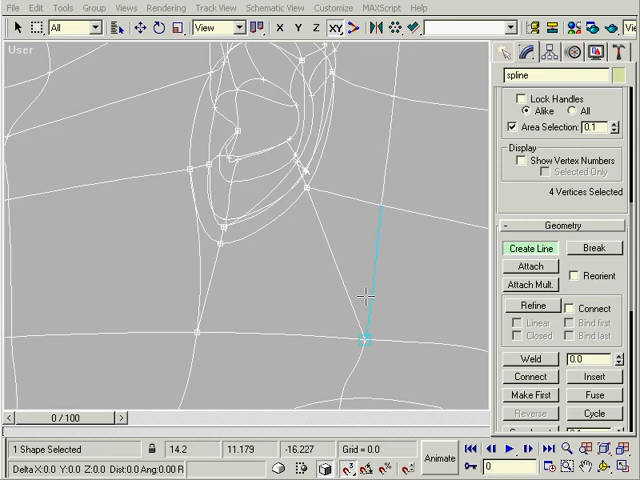 File Edit Tools Group Views Rendering Track View Schematic View Customize MAXScript Help
All View X Y Z XY Vie
User
spline
Lock Handles
Alike All
Area Selection: 0.1
Display
Show Vertex Numbers
Selected Only
4 Vertices Selected
- Geometry
Create Line Break
Attach
Reorient
Attach Mult.
Refine Connect
Linear Bind first
Closed Bind last
Weld 0.0
Connect Insert
Make First Fuse
Reverse Cycle
0.1
< 0 / 100 >
1 Shape Selected 14.2 11.179 -16.227 Grid = 0.0
Animate
Delta X:0.0 Y:0.0 Z:0.0 Dist:0.0 Ang:0.00 R
0